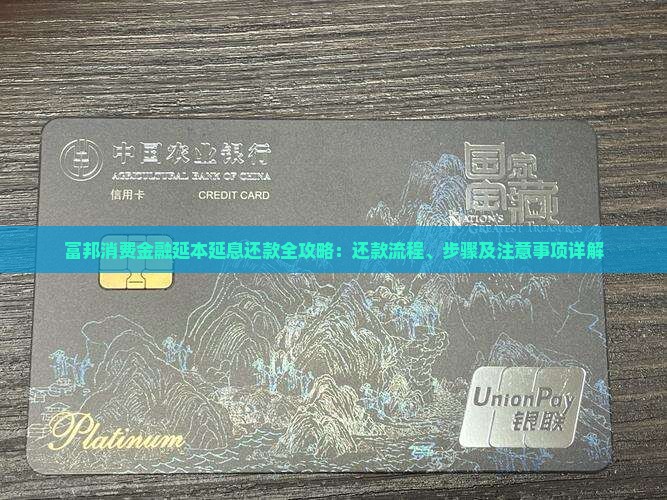 中国农业银行
AGRICULTURAL BANK OF CHINA
信用卡 CREDIT CARD
国家宝藏
NATION'S
GREATEST TREASURES
富邦消费金融延本延息还款全攻略：还款流程、步骤及注意事项详解
Platinum
UnionPay
银联